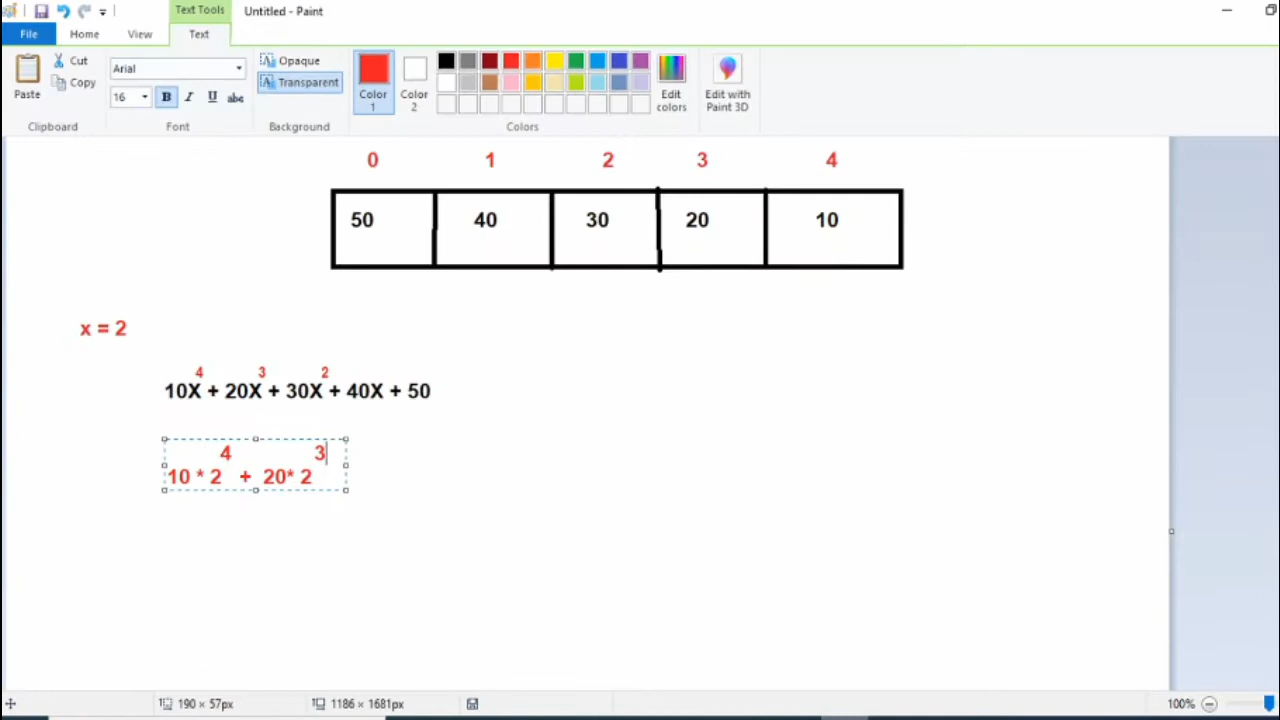 Text Tools
Untitled - Paint
File Home View Text
Paste
Cut
Copy
Clipboard
Arial
16 B I U abc
Font
Opaque
Transparent
Background
Color 1
Color 2
Edit colors
Colors
Edit with Paint 3D
0 1 2 3 4
50 40 30 20 10
x = 2
4 3 2
10X + 20X + 30X + 40X + 50
4 3
10 * 2 + 20* 2
190 × 57px
1186 × 1681px
100%